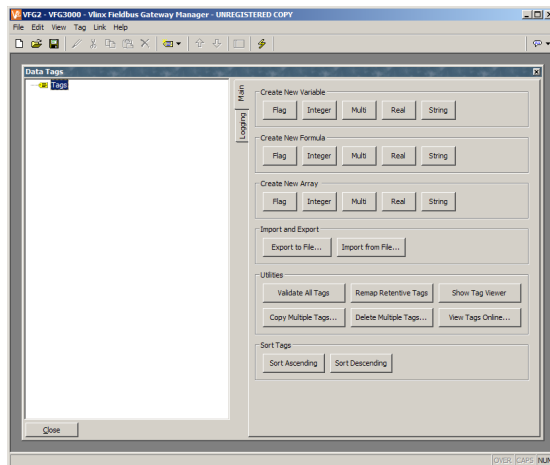 VFG2 - VFG3000 - Vlinx Fieldbus Gateway Manager - UNREGISTERED COPY
File Edit View Tag Link Help
Data Tags
Tags
Main
Logging
Create New Variable
Flag Integer Multi Real String
Create New Formula
Flag Integer Multi Real String
Create New Array
Flag Integer Multi Real String
Import and Export
Export to File... Import from File...
Utilities
Validate All Tags Remap Retentive Tags Show Tag Viewer
Copy Multiple Tags... Delete Multiple Tags... View Tags Online...
Sort Tags
Sort Ascending Sort Descending
Close
OVER CAPS NUM